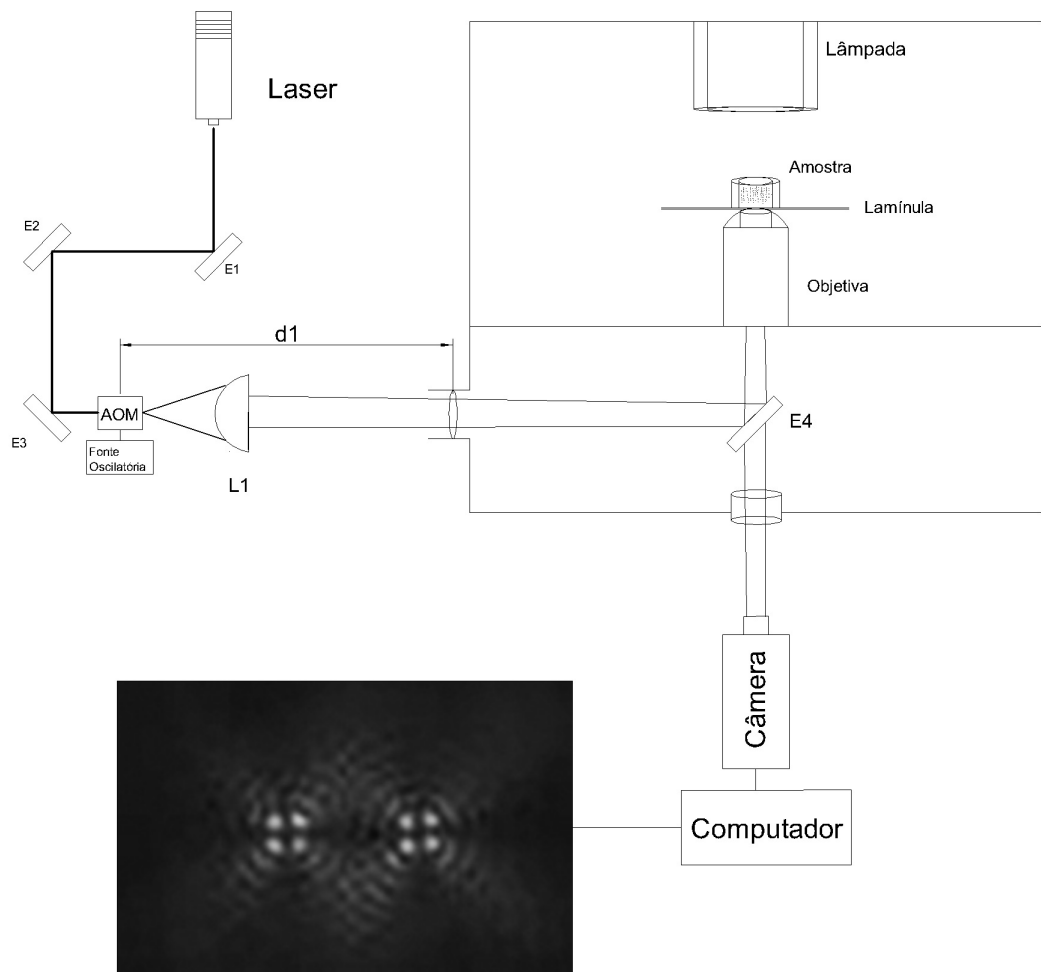 Laser
Lâmpada
Amostra
Lamínula
E2
E1
Objetiva
d1
AOM
E3
Fonte
Oscilatória
L1
E4
Câmera
Computador